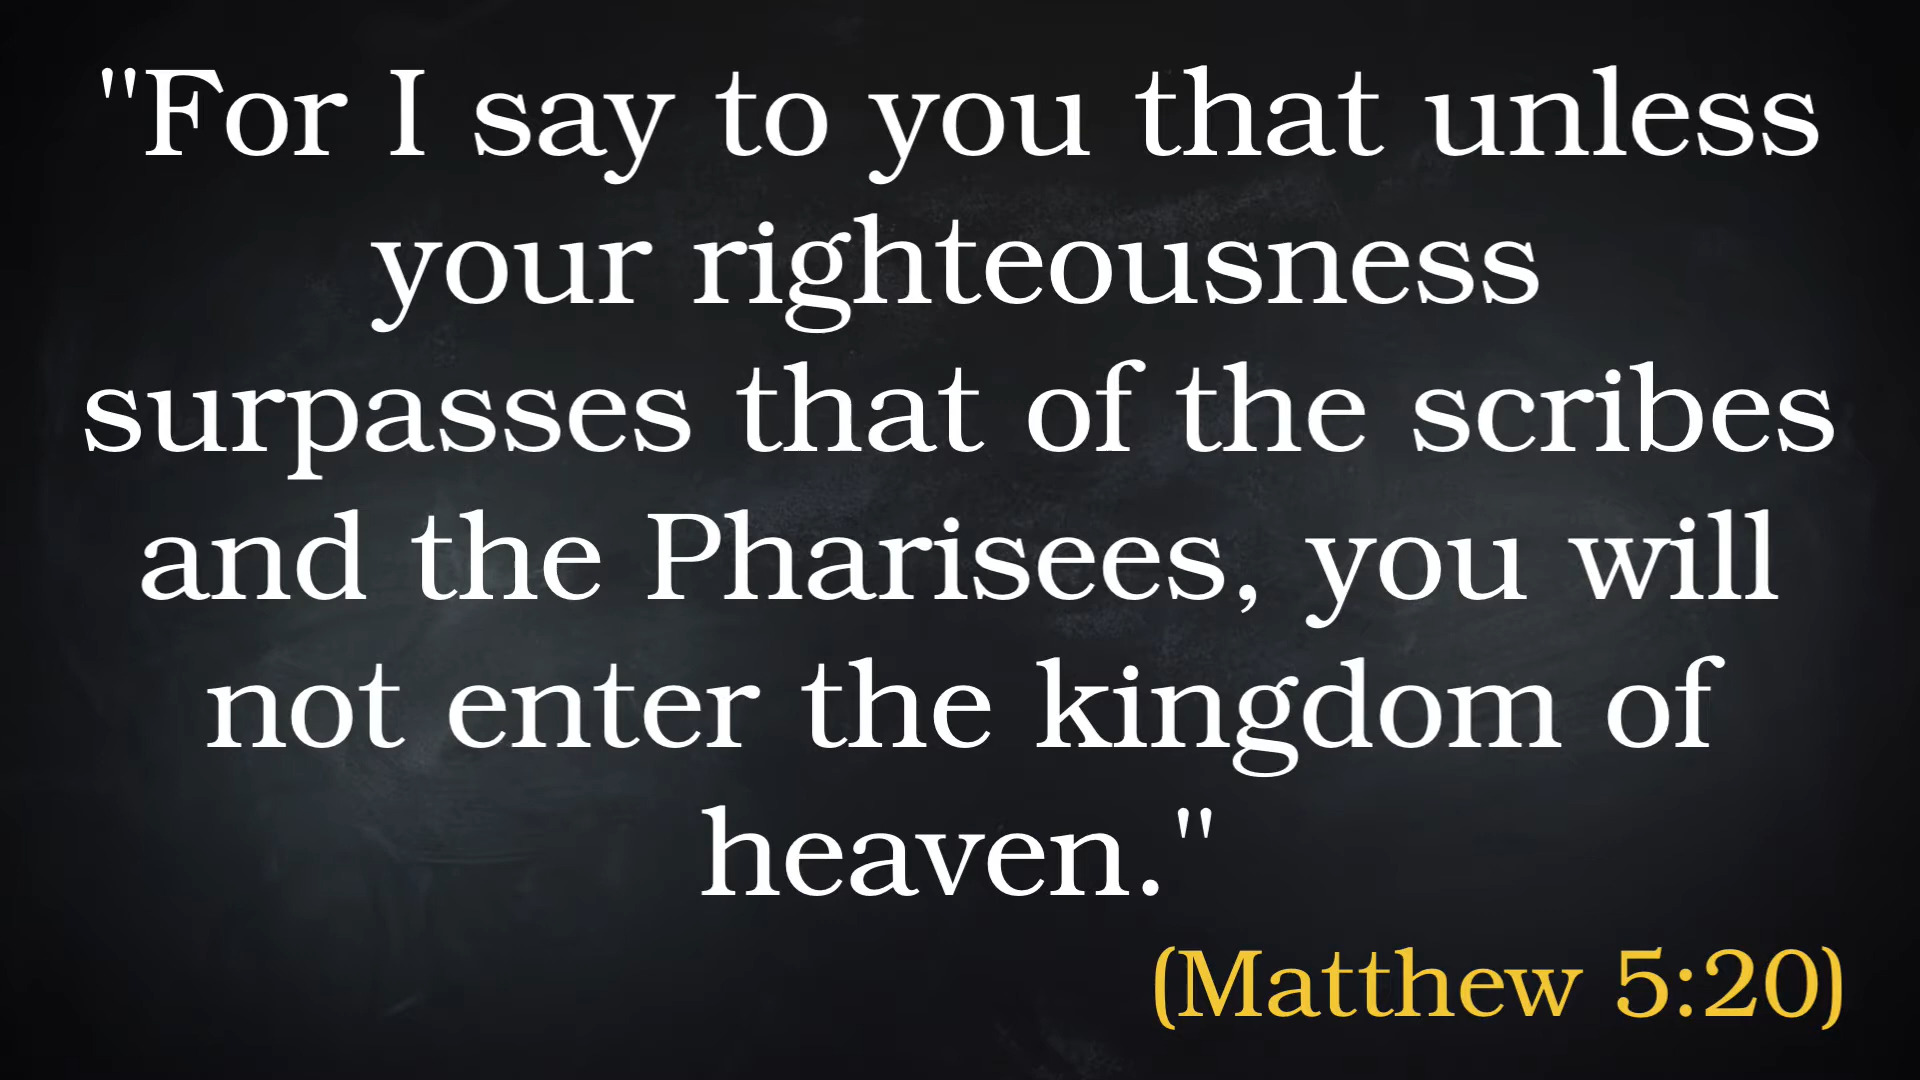 "For I say to you that unless
your righteousness
surpasses that of the scribes
and the Pharisees, you will
not enter the kingdom of
heaven."
(Matthew 5:20)